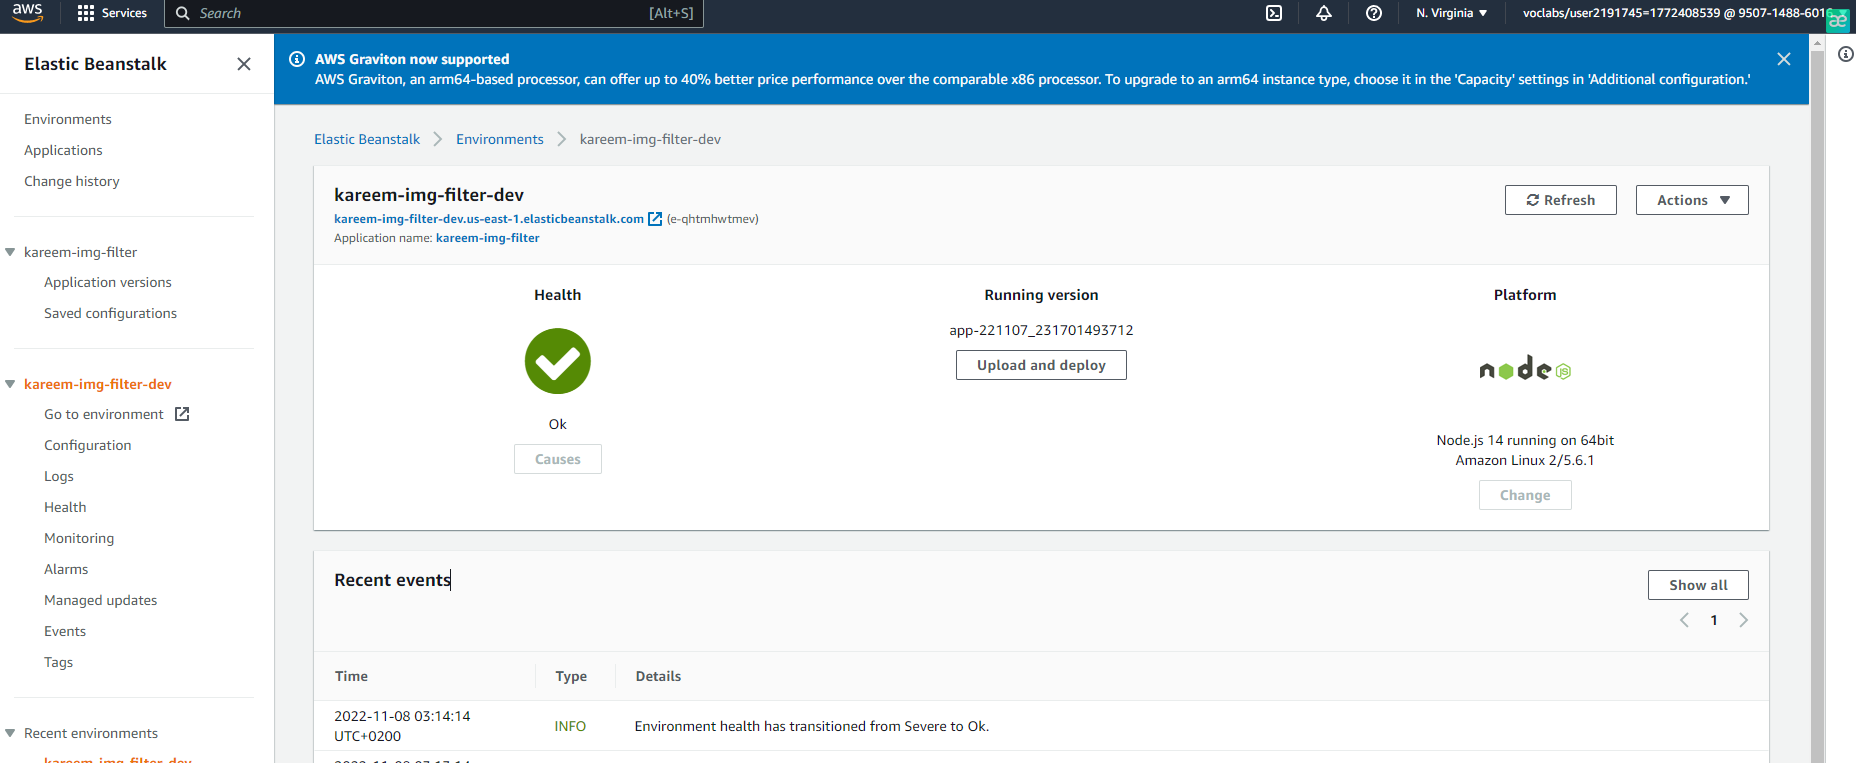 aws
Services
Search
[Alt+S]
N. Virginia
voclabs/user2191745=1772408539 @ 9507-1488-6016
æ
Elastic Beanstalk
Environments
Applications
Change history
kareem-img-filter
Application versions
Saved configurations
kareem-img-filter-dev
Go to environment
Configuration
Logs
Health
Monitoring
Alarms
Managed updates
Events
Tags
Recent environments
kareem-img-filter-dev
AWS Graviton now supported
AWS Graviton, an arm64-based processor, can offer up to 40% better price performance over the comparable x86 processor. To upgrade to an arm64 instance type, choose it in the 'Capacity' settings in 'Additional configuration.'
Elastic Beanstalk
Environments
kareem-img-filter-dev
kareem-img-filter-dev
kareem-img-filter-dev.us-east-1.elasticbeanstalk.com (e-qhtmhwtmev)
Application name: kareem-img-filter
Refresh
Actions
Health
Ok
Causes
Running version
app-221107_231701493712
Upload and deploy
Platform
node JS
Node.js 14 running on 64bit
Amazon Linux 2/5.6.1
Change
Recent events
Show all
1
Time Type Details
2022-11-08 03:14:14
UTC+0200
INFO
Environment health has transitioned from Severe to Ok.